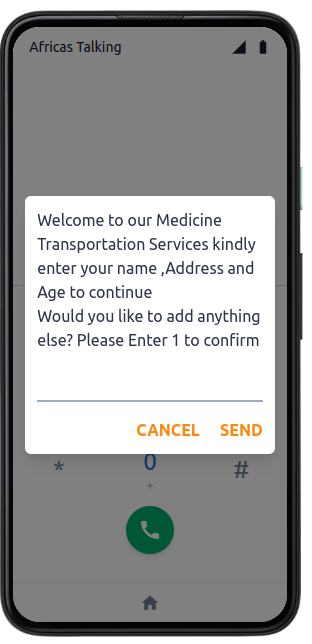 Africas Talking
Welcome to our Medicine
Transportation Services kindly
enter your name ,Address and
Age to continue
Would you like to add anything
else? Please Enter 1 to confirm
CANCEL SEND
* 0 #
+